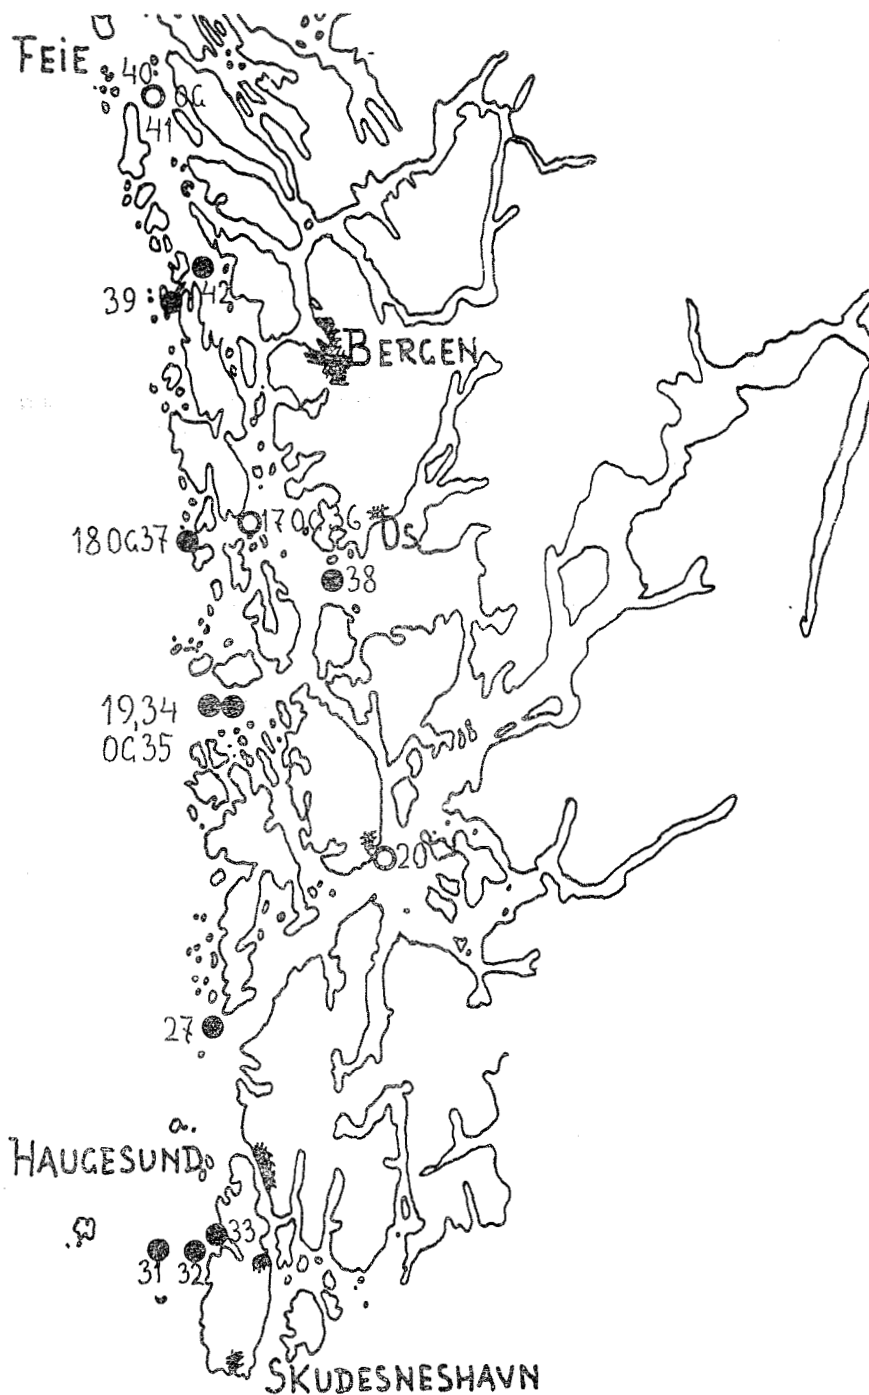 FEIE
40
OG
41
39
42
BERGEN
17 OG 36
OS
18 OG 37
38
19,34
OG 35
20
27
HAUGESUND
33
31
32
SKUDESNESHAVN